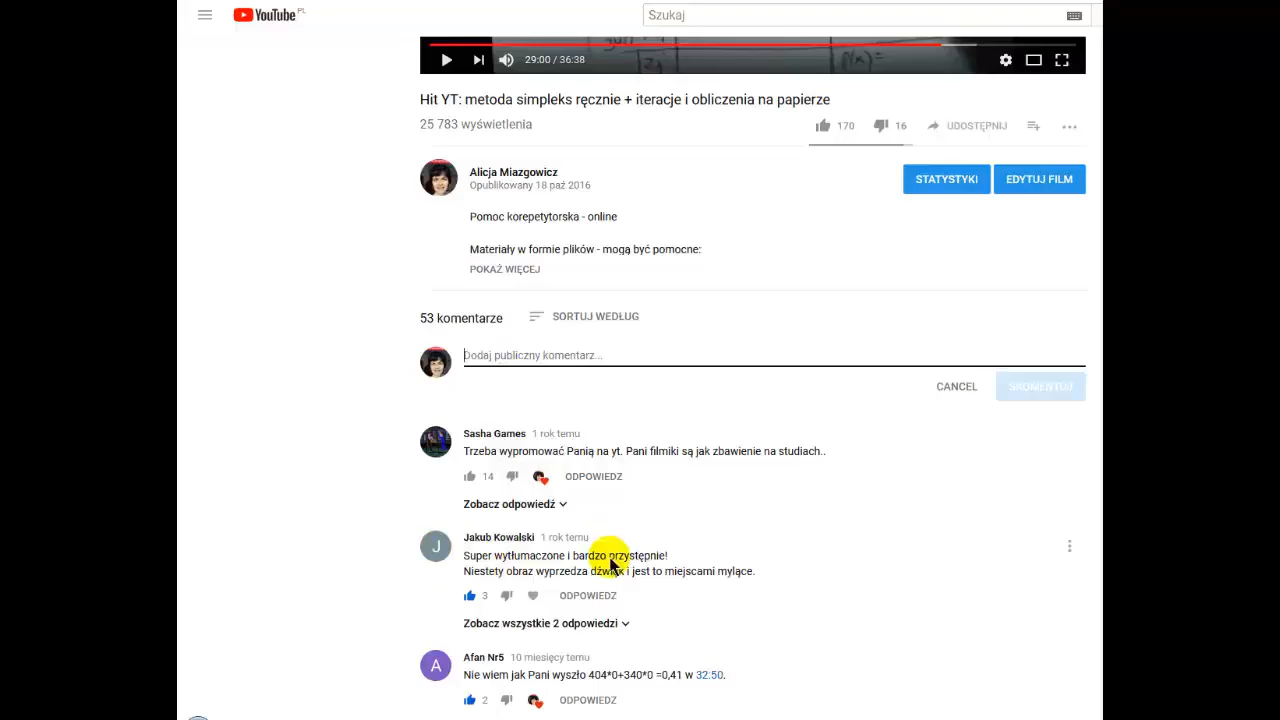 YouTube PL
Szukaj
29:00 / 36:38
Hit YT: metoda simpleks ręcznie + iteracje i obliczenia na papierze
25 783 wyświetlenia
170
16
UDOSTĘPNIJ
Alicja Miazgowicz
Opublikowany 18 paź 2016
STATYSTYKI
EDYTUJ FILM
Pomoc korepetytorska - online
Materiały w formie plików - mogą być pomocne:
POKAŻ WIĘCEJ
53 komentarze
SORTUJ WEDŁUG
Dodaj publiczny komentarz...
CANCEL
SKOMENTUJ
Sasha Games 1 rok temu
Trzeba wypromować Panią na yt. Pani filmiki są jak zbawienie na studiach..
14
ODPOWIEDZ
Zobacz odpowiedź
J
Jakub Kowalski 1 rok temu
Super wytłumaczone i bardzo przystępnie!
Niestety obraz wyprzedza dźwięk i jest to miejscami mylące.
3
ODPOWIEDZ
Zobacz wszystkie 2 odpowiedzi
A
Afan Nr5 10 miesięcy temu
Nie wiem jak Pani wyszło 404*0+340*0 =0,41 w 32:50.
2
ODPOWIEDZ